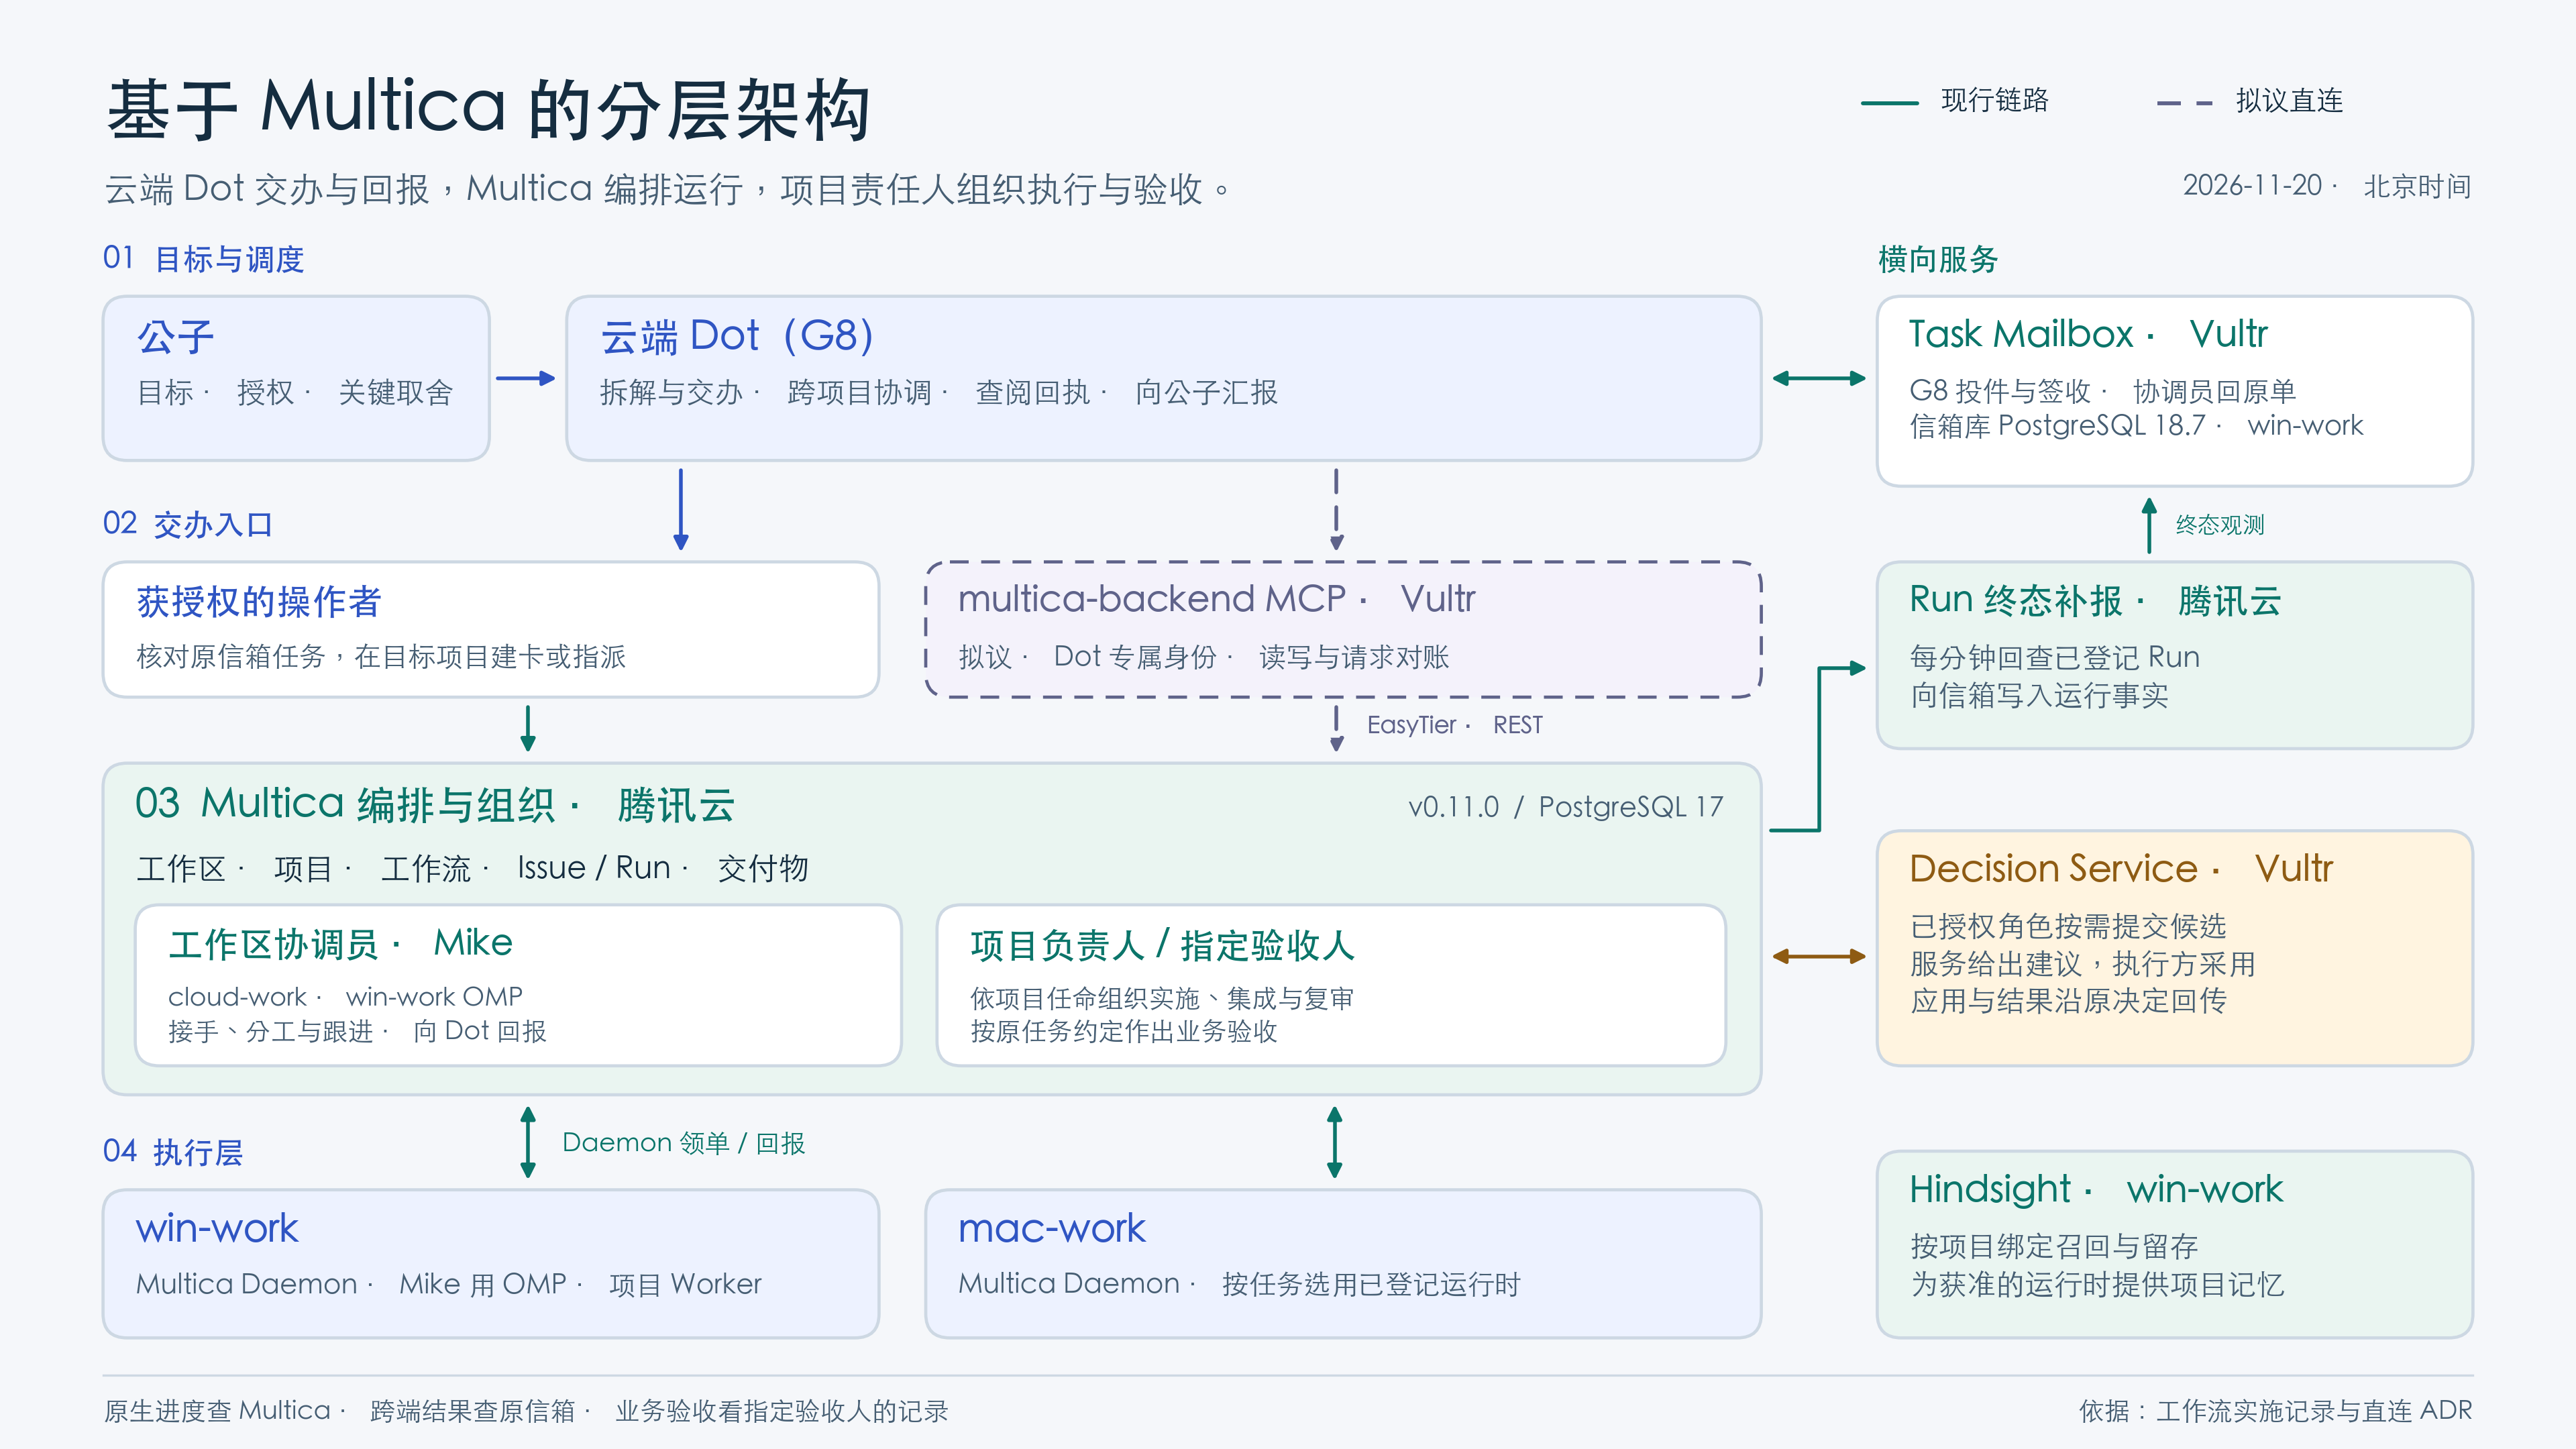 基于 Multica 的分层架构
现行链路
拟议直连
云端 Dot 交办与回报，Multica 编排运行，项目责任人组织执行与验收。
2026-11-20 · 北京时间
01 目标与调度
横向服务
公子
目标 · 授权 · 关键取舍
云端 Dot（G8）
拆解与交办 · 跨项目协调 · 查阅回执 · 向公子汇报
Task Mailbox · Vultr
G8 投件与签收 · 协调员回原单
信箱库 PostgreSQL 18.7 · win-work
02 交办入口
终态观测
获授权的操作者
核对原信箱任务，在目标项目建卡或指派
multica-backend MCP · Vultr
拟议 · Dot 专属身份 · 读写与请求对账
Run 终态补报 · 腾讯云
每分钟回查已登记 Run
向信箱写入运行事实
EasyTier · REST
03 Multica 编排与组织 · 腾讯云
v0.11.0 / PostgreSQL 17
工作区 · 项目 · 工作流 · Issue / Run · 交付物
工作区协调员 · Mike
cloud-work · win-work OMP
接手、分工与跟进 · 向 Dot 回报
项目负责人 / 指定验收人
依项目任命组织实施、集成与复审
按原任务约定作出业务验收
Decision Service · Vultr
已授权角色按需提交候选
服务给出建议，执行方采用
应用与结果沿原决定回传
04 执行层
Daemon 领单 / 回报
win-work
Multica Daemon · Mike 用 OMP · 项目 Worker
mac-work
Multica Daemon · 按任务选用已登记运行时
Hindsight · win-work
按项目绑定召回与留存
为获准的运行时提供项目记忆
原生进度查 Multica · 跨端结果查原信箱 · 业务验收看指定验收人的记录
依据：工作流实施记录与直连 ADR